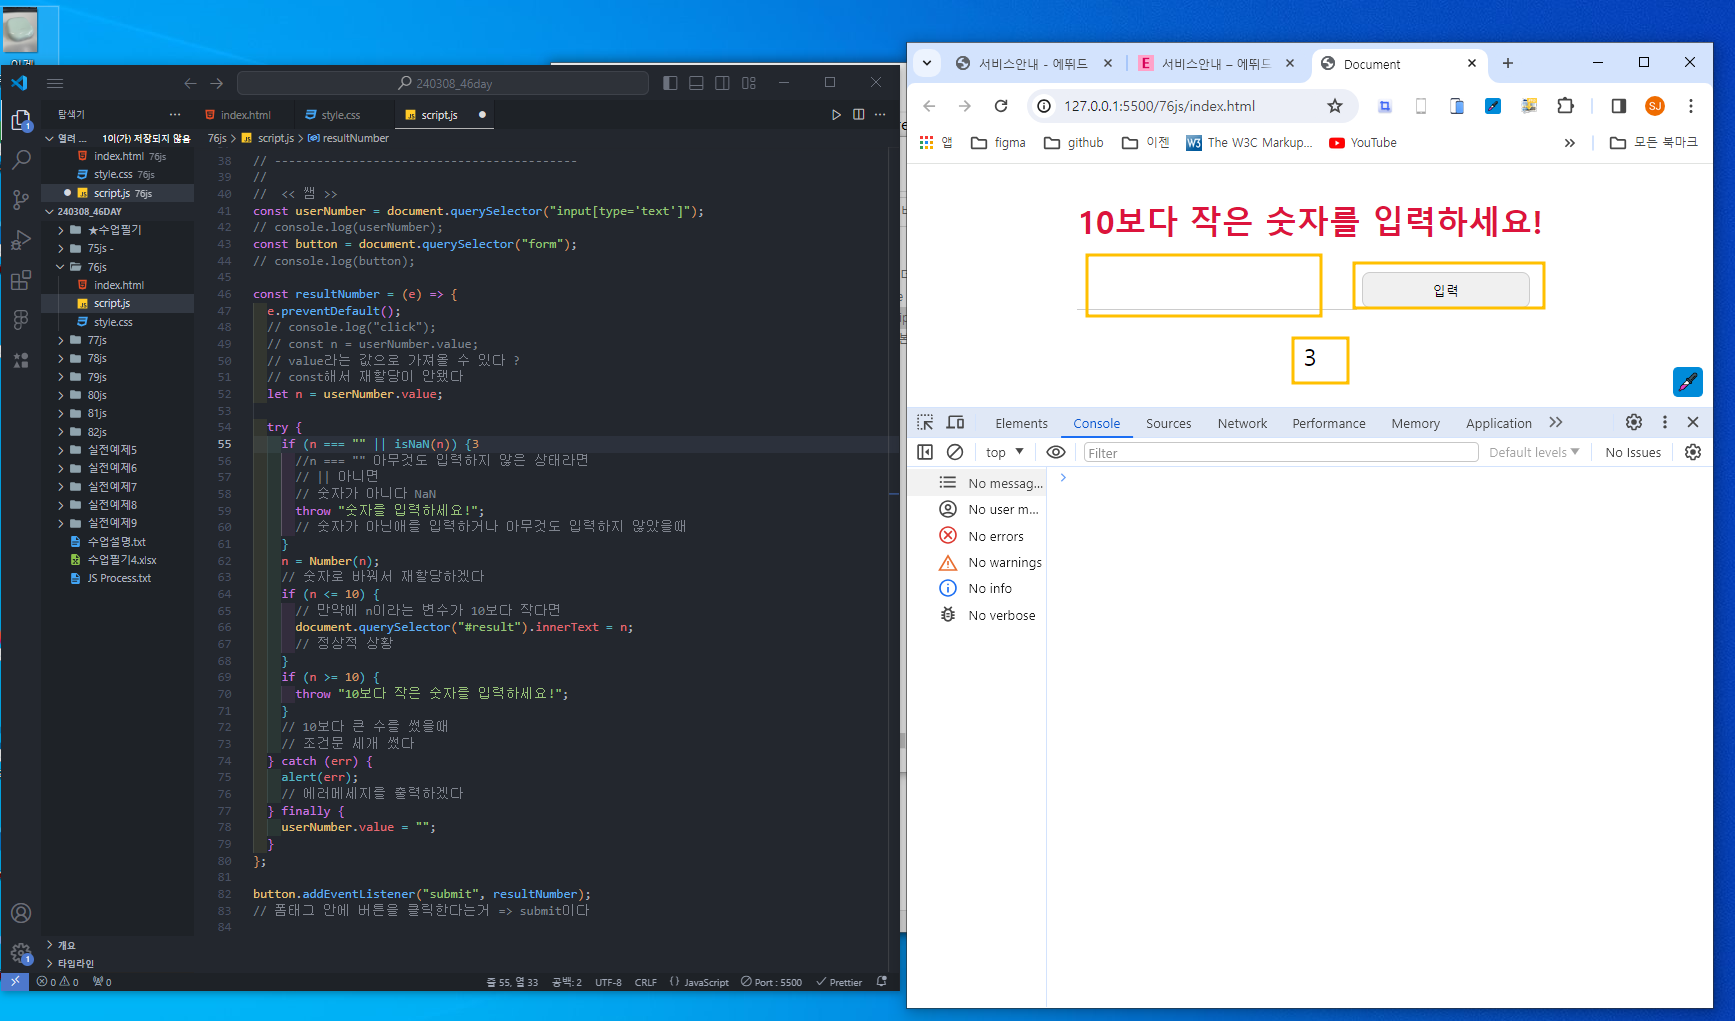 240308_46day
탐색기
index.html
style.css
script.js
열려 ... 1이(가) 저장되지 않음
index.html 76js
style.css 76js
script.js 76js
240308_46DAY
★수업필기
75js -
76js
index.html
script.js
style.css
77js
78js
79js
80js
81js
82js
실전예제5
실전예제6
실전예제7
실전예제8
실전예제9
수업설명.txt
수업필기4.xlsx
JS Process.txt
개요
타임라인
76js > script.js > resultNumber
38 // -------------------------------------------
39 //
40 // << 쌤 >>
41 const userNumber = document.querySelector("input[type='text']");
42 // console.log(userNumber);
43 const button = document.querySelector("form");
44 // console.log(button);
45
46 const resultNumber = (e) => {
47 e.preventDefault();
48 // console.log("click");
49 // const n = userNumber.value;
50 // value라는 값으로 가져올 수 있다 ?
51 // const해서 재할당이 안됐다
52 let n = userNumber.value;
53
54 try {
55 if (n === "" || isNaN(n)) {3
56 //n === "" 아무것도 입력하지 않은 상태라면
57 // || 아니면
58 // 숫자가 아니다 NaN
59 throw "숫자를 입력하세요!";
60 // 숫자가 아닌애를 입력하거나 아무것도 입력하지 않았을때
61 }
62 n = Number(n);
63 // 숫자로 바꿔서 재할당하겠다
64 if (n <= 10) {
65 // 만약에 n이라는 변수가 10보다 작다면
66 document.querySelector("#result").innerText = n;
67 // 정상적 상황
68 }
69 if (n >= 10) {
70 throw "10보다 작은 숫자를 입력하세요!";
71 }
72 // 10보다 큰 수를 썼을때
73 // 조건문 세개 썼다
74 } catch (err) {
75 alert(err);
76 // 에러메세지를 출력하겠다
77 } finally {
78 userNumber.value = "";
79 }
80 };
81
82 button.addEventListener("submit", resultNumber);
83 // 폼태그 안에 버튼을 클릭한다는거 => submit이다
84
0 0 0
줄 55, 열 33 공백: 2 UTF-8 CRLF {} JavaScript Port : 5500 Prettier
서비스안내 - 에뛰드
서비스안내 – 에뛰드
Document
127.0.0.1:5500/76js/index.html
SJ
앱 figma github 이젠 The W3C Markup... YouTube 모든 북마크
10보다 작은 숫자를 입력하세요!
입력
3
Elements Console Sources Network Performance Memory Application
top Filter Default levels No Issues
No messag...
No user m...
No errors
No warnings
No info
No verbose